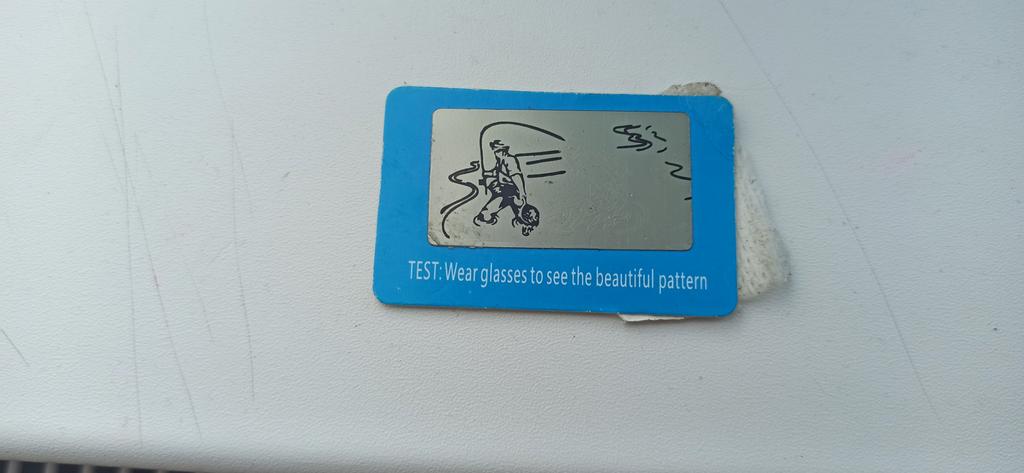 TEST: Wear glasses to see the beautiful pattern